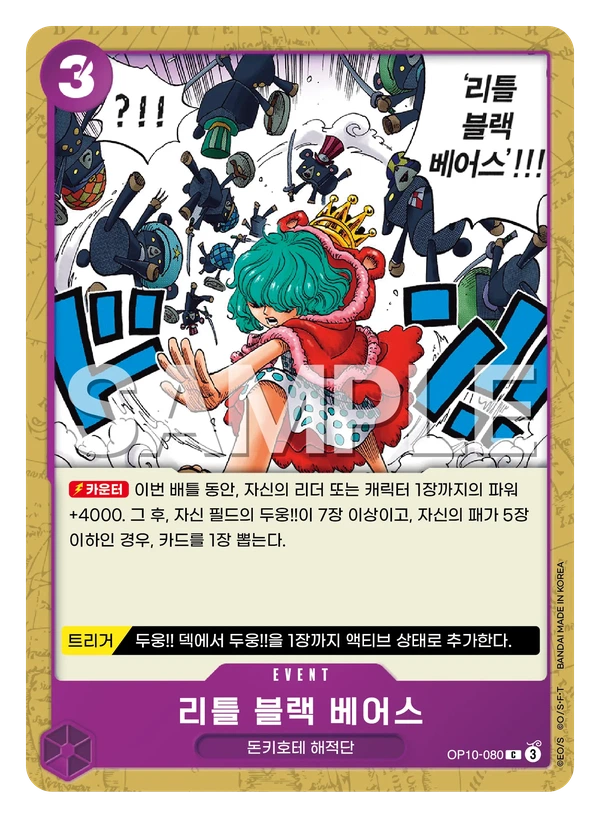 3
?!!
'리틀
블랙
베어스'!!!
ドン!!
SAMPLE
카운터 이번 배틀 동안, 자신의 리더 또는 캐릭터 1장까지의 파워
+4000. 그 후, 자신 필드의 두웅!!이 7장 이상이고, 자신의 패가 5장
이하인 경우, 카드를 1장 뽑는다.
트리거 두웅!! 덱에서 두웅!!을 1장까지 액티브 상태로 추가한다.
EVENT
리틀 블랙 베어스
돈키호테 해적단
OP10-080 C 3
©E.O/S. ©O/S·F·T BANDAI MADE IN KOREA